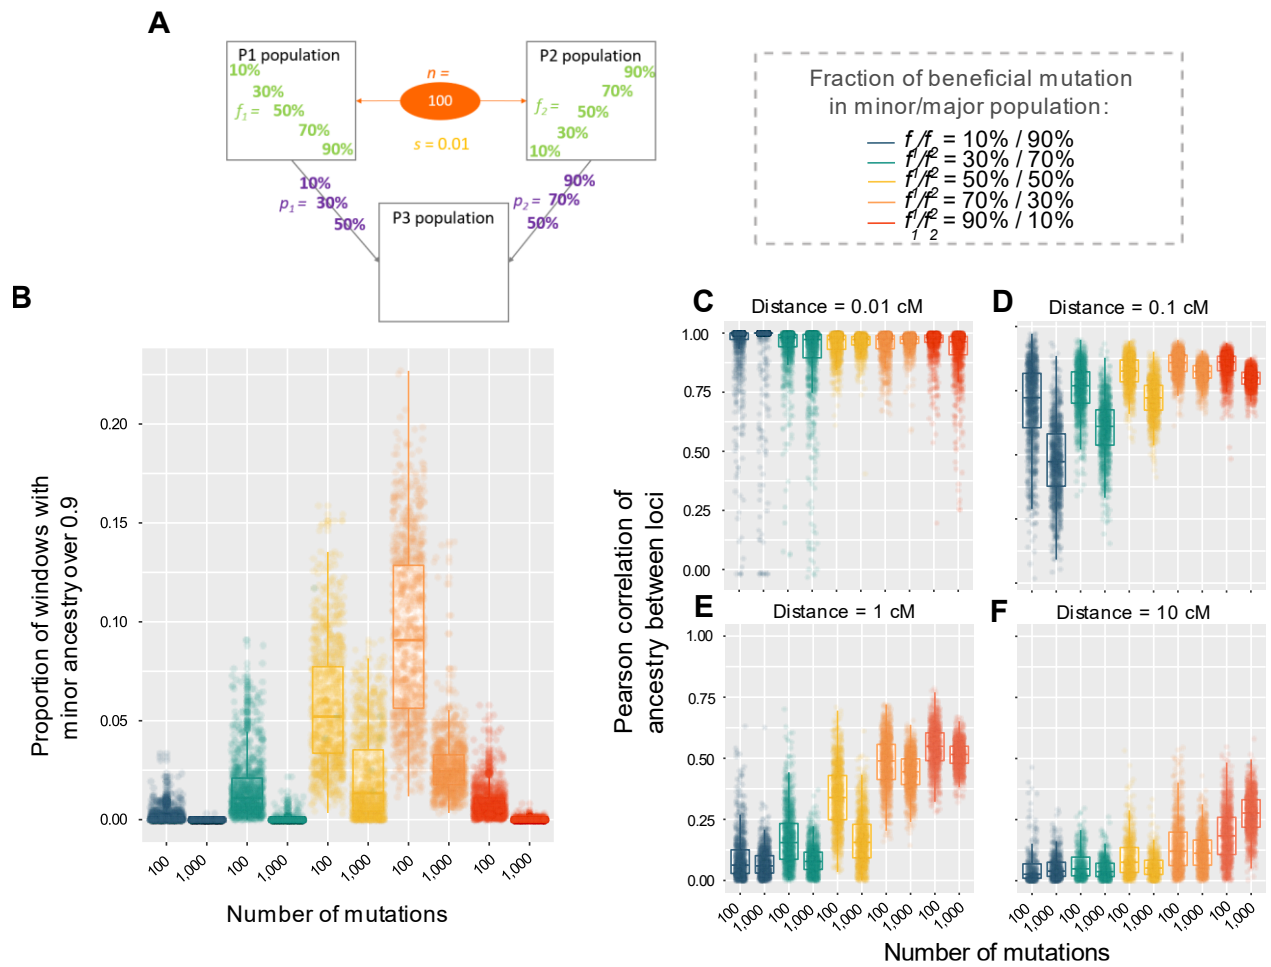 A
P1 population
10%
30%
f1 = 50%
70%
90%
n =
100
s = 0.01
P2 population
90%
70%
f2 = 50%
30%
10%
10%
p1 = 30%
50%
90%
p2 = 70%
50%
P3 population
Fraction of beneficial mutation
in minor/major population:
f1/f2 = 10% / 90%
f1/f2 = 30% / 70%
f1/f2 = 50% / 50%
f1/f2 = 70% / 30%
f1/f2 = 90% / 10%
B
Proportion of windows with
minor ancestry over 0.9
0.20
0.15
0.10
0.05
0.00
100 1,000 100 1,000 100 1,000 100 1,000 100 1,000
Number of mutations
Pearson correlation of
ancestry between loci
C
Distance = 0.01 cM
1.00
0.75
0.50
0.25
0.00
D
Distance = 0.1 cM
E
Distance = 1 cM
1.00
0.75
0.50
0.25
0.00
100 1,000 100 1,000 100 1,000 100 1,000 100 1,000
F
Distance = 10 cM
100 1,000 100 1,000 100 1,000 100 1,000 100 1,000
Number of mutations